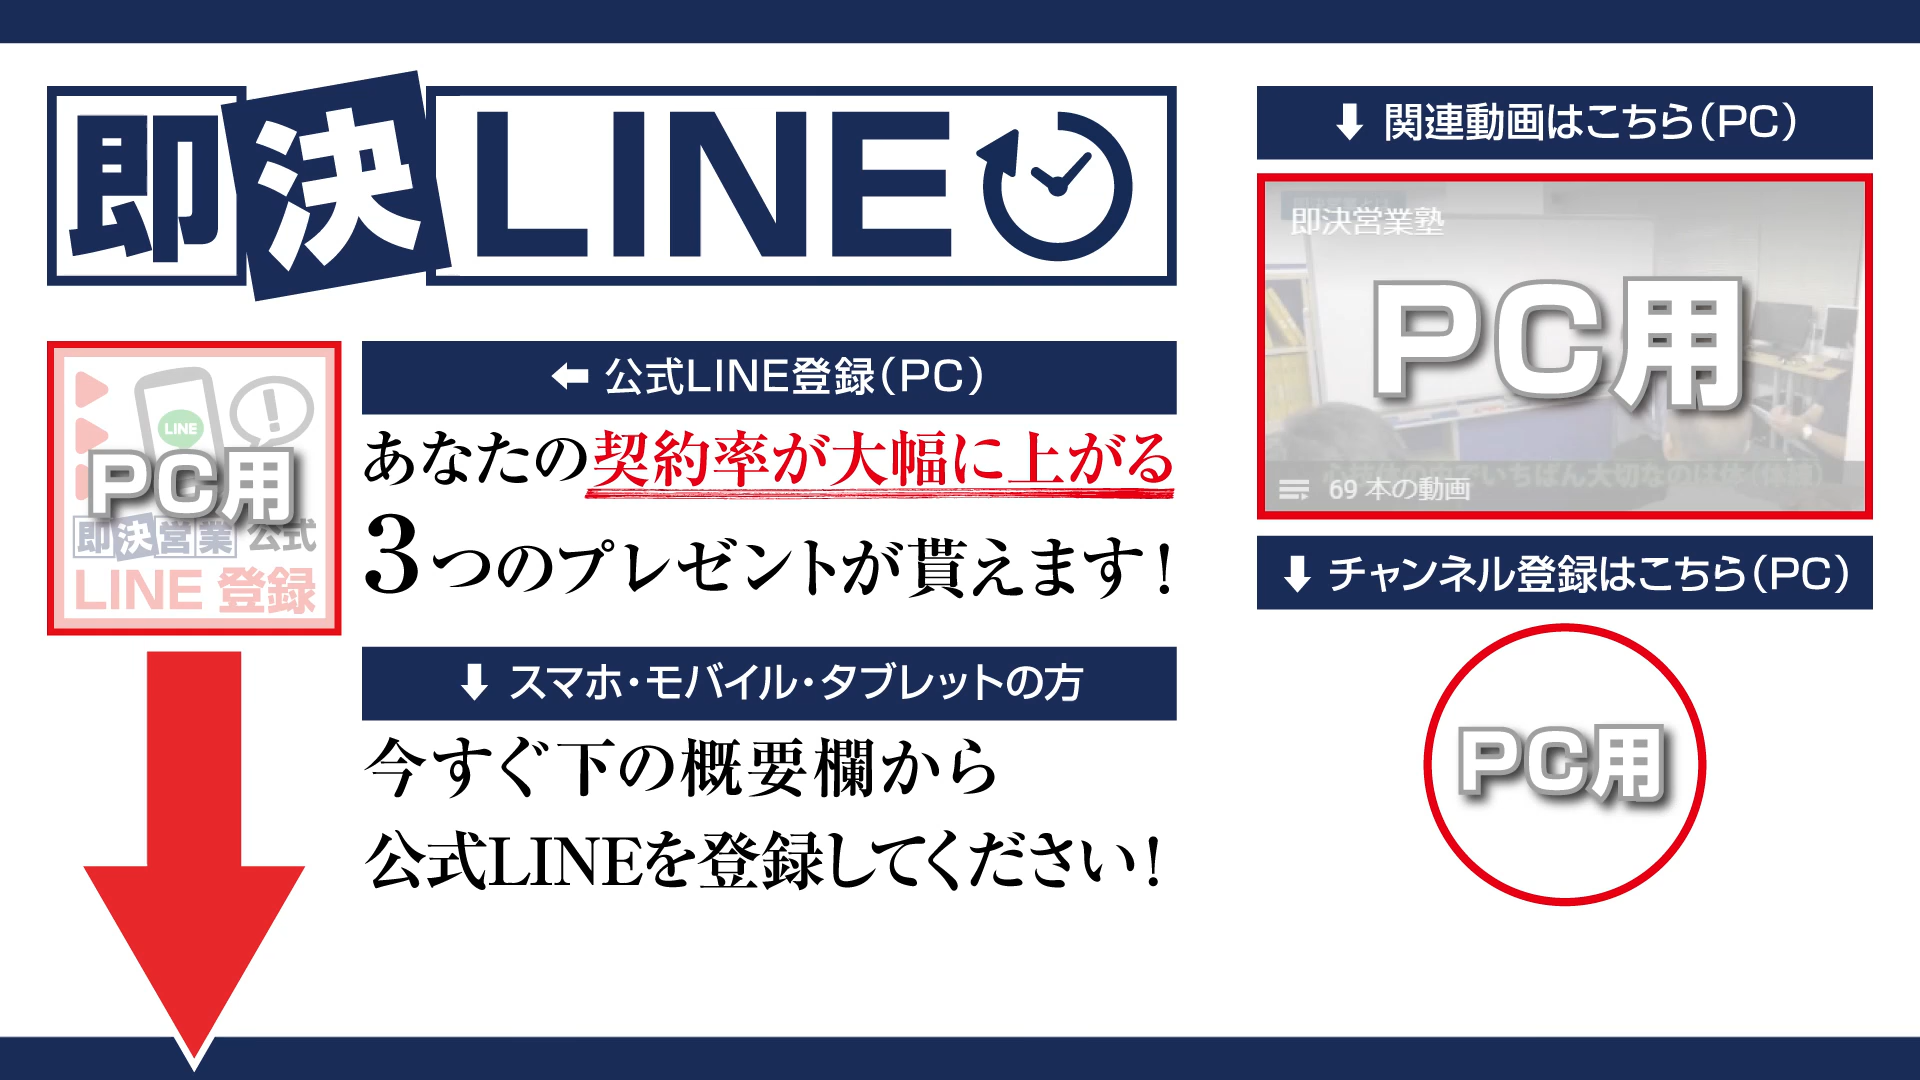 即決LINE
LINE
PC用
即決営業 公式
LINE 登録
← 公式LINE登録（PC）
あなたの契約率が大幅に上がる
3つのプレゼントが貰えます！
↓ スマホ・モバイル・タブレットの方
今すぐ下の概要欄から
公式LINEを登録してください！
↓ 関連動画はこちら（PC）
即決営業塾
PC用
69 本の動画
↓ チャンネル登録はこちら（PC）
PC用